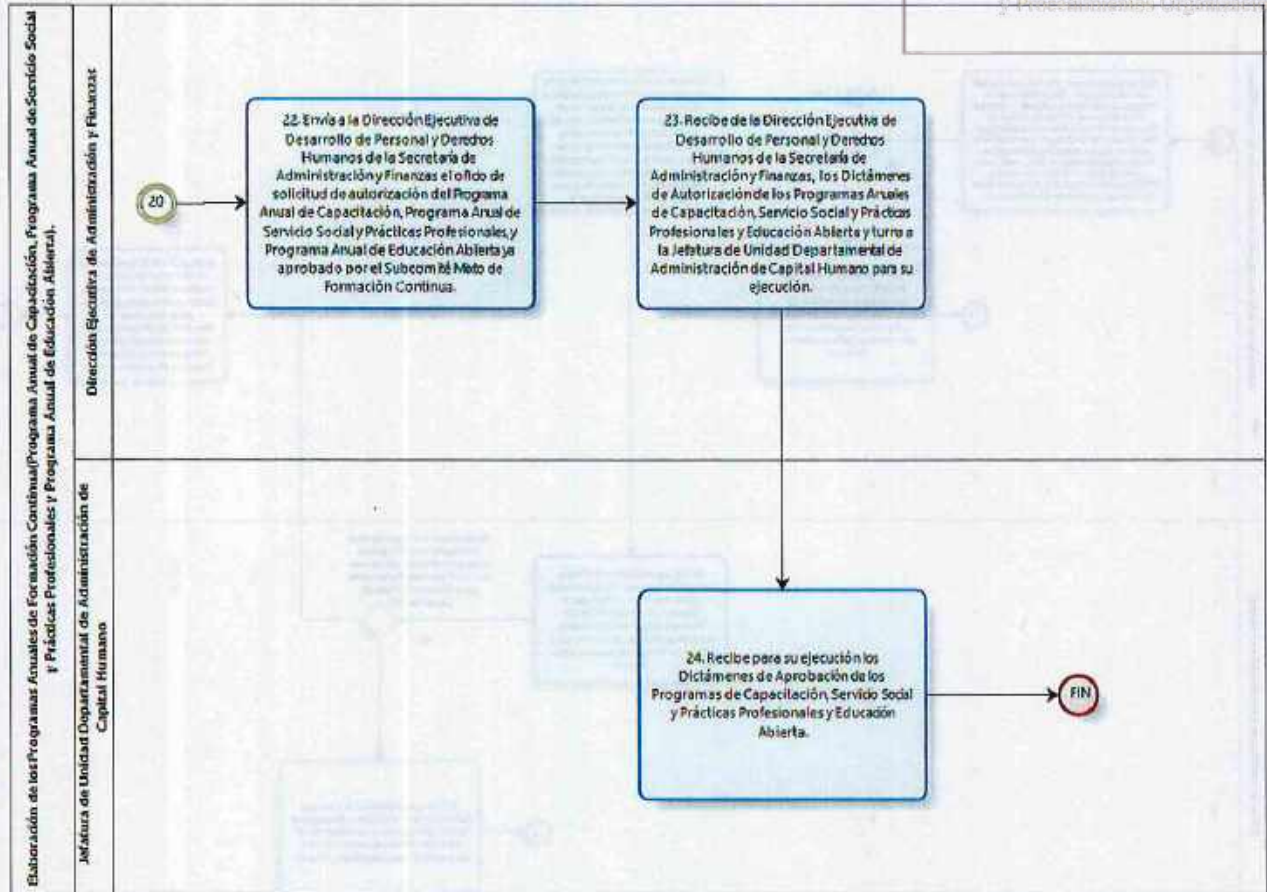 y Procedimientos Organizacion
Elaboración de los Programas Anuales de Formación Continua(Programa Anual de Capacitación, Programa Anual de Servicio Social
y Prácticas Profesionales y Programa Anual de Educación Abierta).
Dirección Ejecutiva de Administración y Finanzas
20
22. Envía a la Dirección Ejecutiva de
Desarrollo de Personal y Derechos
Humanos de la Secretaría de
Administración y Finanzas el oficio de
solicitud de autorización del Programa
Anual de Capacitación, Programa Anual de
Servicio Social y Prácticas Profesionales, y
Programa Anual de Educación Abierta ya
aprobado por el Subcomité Mixto de
Formación Continua.
23. Recibe de la Dirección Ejecutiva de
Desarrollo de Personal y Derechos
Humanos de la Secretaría de
Administración y Finanzas, los Dictámenes
de Autorización de los Programas Anuales
de Capacitación, Servicio Social y Prácticas
Profesionales y Educación Abierta y turna a
la Jefatura de Unidad Departamental de
Administración de Capital Humano para su
ejecución.
Jefatura de Unidad Departamental de Administración de
Capital Humano
24. Recibe para su ejecución los
Dictámenes de Aprobación de los
Programas de Capacitación, Servicio Social
y Prácticas Profesionales y Educación
Abierta.
FIN